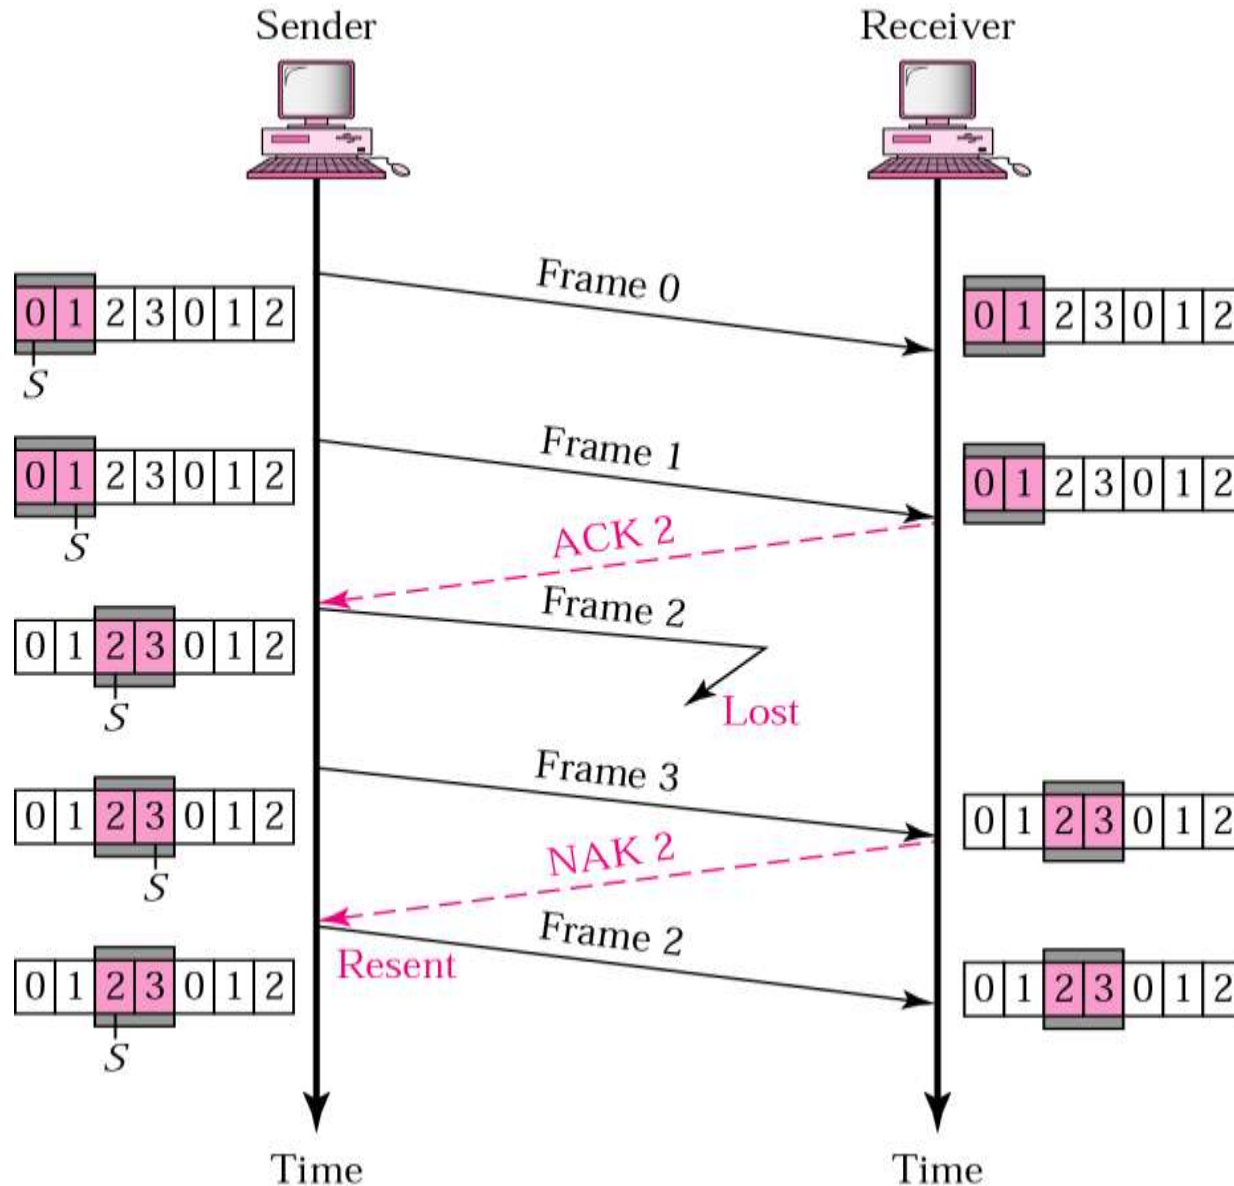 Sender
Receiver
Frame 0
0 1 2 3 0 1 2
0 1 2 3 0 1 2
S
Frame 1
0 1 2 3 0 1 2
0 1 2 3 0 1 2
S
ACK 2
Frame 2
0 1 2 3 0 1 2
S
Lost
Frame 3
0 1 2 3 0 1 2
0 1 2 3 0 1 2
S
NAK 2
Frame 2
Resent
0 1 2 3 0 1 2
0 1 2 3 0 1 2
S
Time
Time